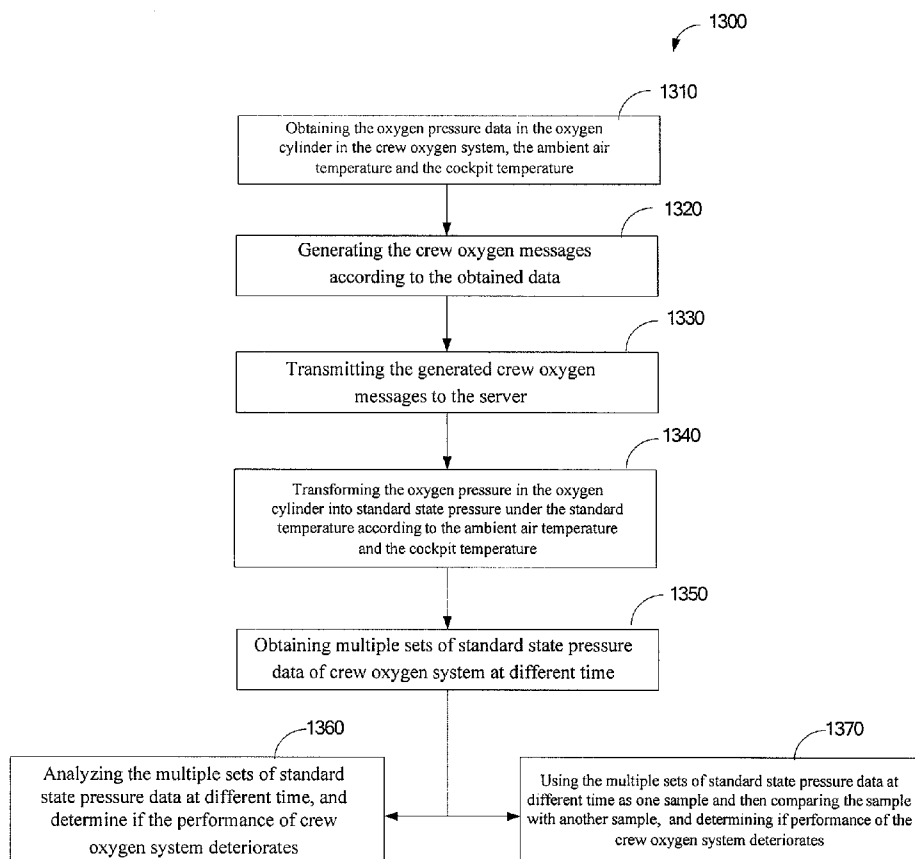 1300
1310
Obtaining the oxygen pressure data in the oxygen
cylinder in the crew oxygen system, the ambient air
temperature and the cockpit temperature
1320
Generating the crew oxygen messages
according to the obtained data
1330
Transmitting the generated crew oxygen
messages to the server
1340
Transforming the oxygen pressure in the oxygen
cylinder into standard state pressure under the standard
temperature according to the ambient air temperature
and the cockpit temperature
1350
Obtaining multiple sets of standard state pressure
data of crew oxygen system at different time
1360
Analyzing the multiple sets of standard
state pressure data at different time, and
determine if the performance of crew
oxygen system deteriorates
1370
Using the multiple sets of standard state pressure data at
different time as one sample and then comparing the sample
with another sample, and determining if performance of the
crew oxygen system deteriorates